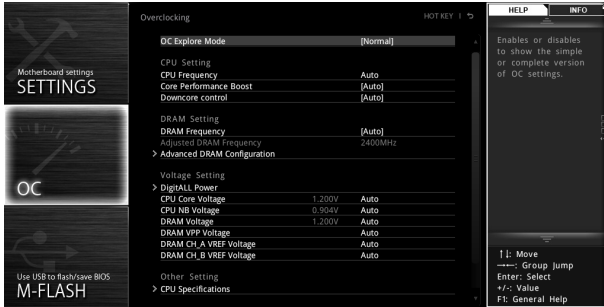 Overclocking
HOT KEY | ⮌
OC Explore Mode [Normal]
CPU Setting
CPU Frequency Auto
Core Performance Boost [Auto]
Downcore control [Auto]
DRAM Setting
DRAM Frequency [Auto]
Adjusted DRAM Frequency 2400MHz
> Advanced DRAM Configuration
Voltage Setting
> DigitALL Power
CPU Core Voltage 1.200V Auto
CPU NB Voltage 0.904V Auto
DRAM Voltage 1.200V Auto
DRAM VPP Voltage Auto
DRAM CH_A VREF Voltage Auto
DRAM CH_B VREF Voltage Auto
Other Setting
> CPU Specifications
Motherboard settings
SETTINGS
OC
Use USB to flash/save BIOS
M-FLASH
HELP INFO
Enables or disables
to show the simple
or complete version
of OC settings.
↑↓: Move
→←: Group Jump
Enter: Select
+/-: Value
F1: General Help